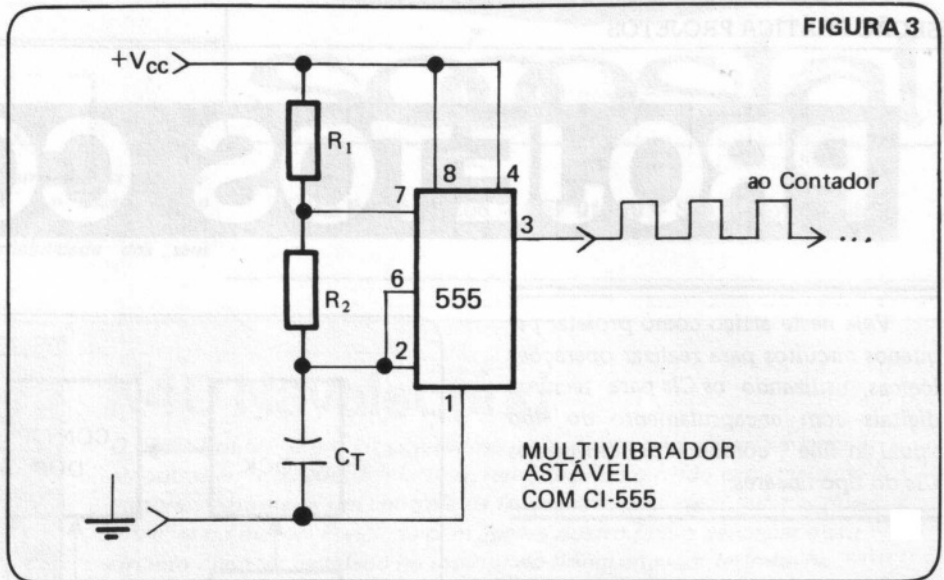 FIGURA 3
+Vcc
R1
8
4
ao Contador
7
3
...
6
555
R2
2
1
CT
MULTIVIBRADOR
ASTÁVEL
COM CI-555